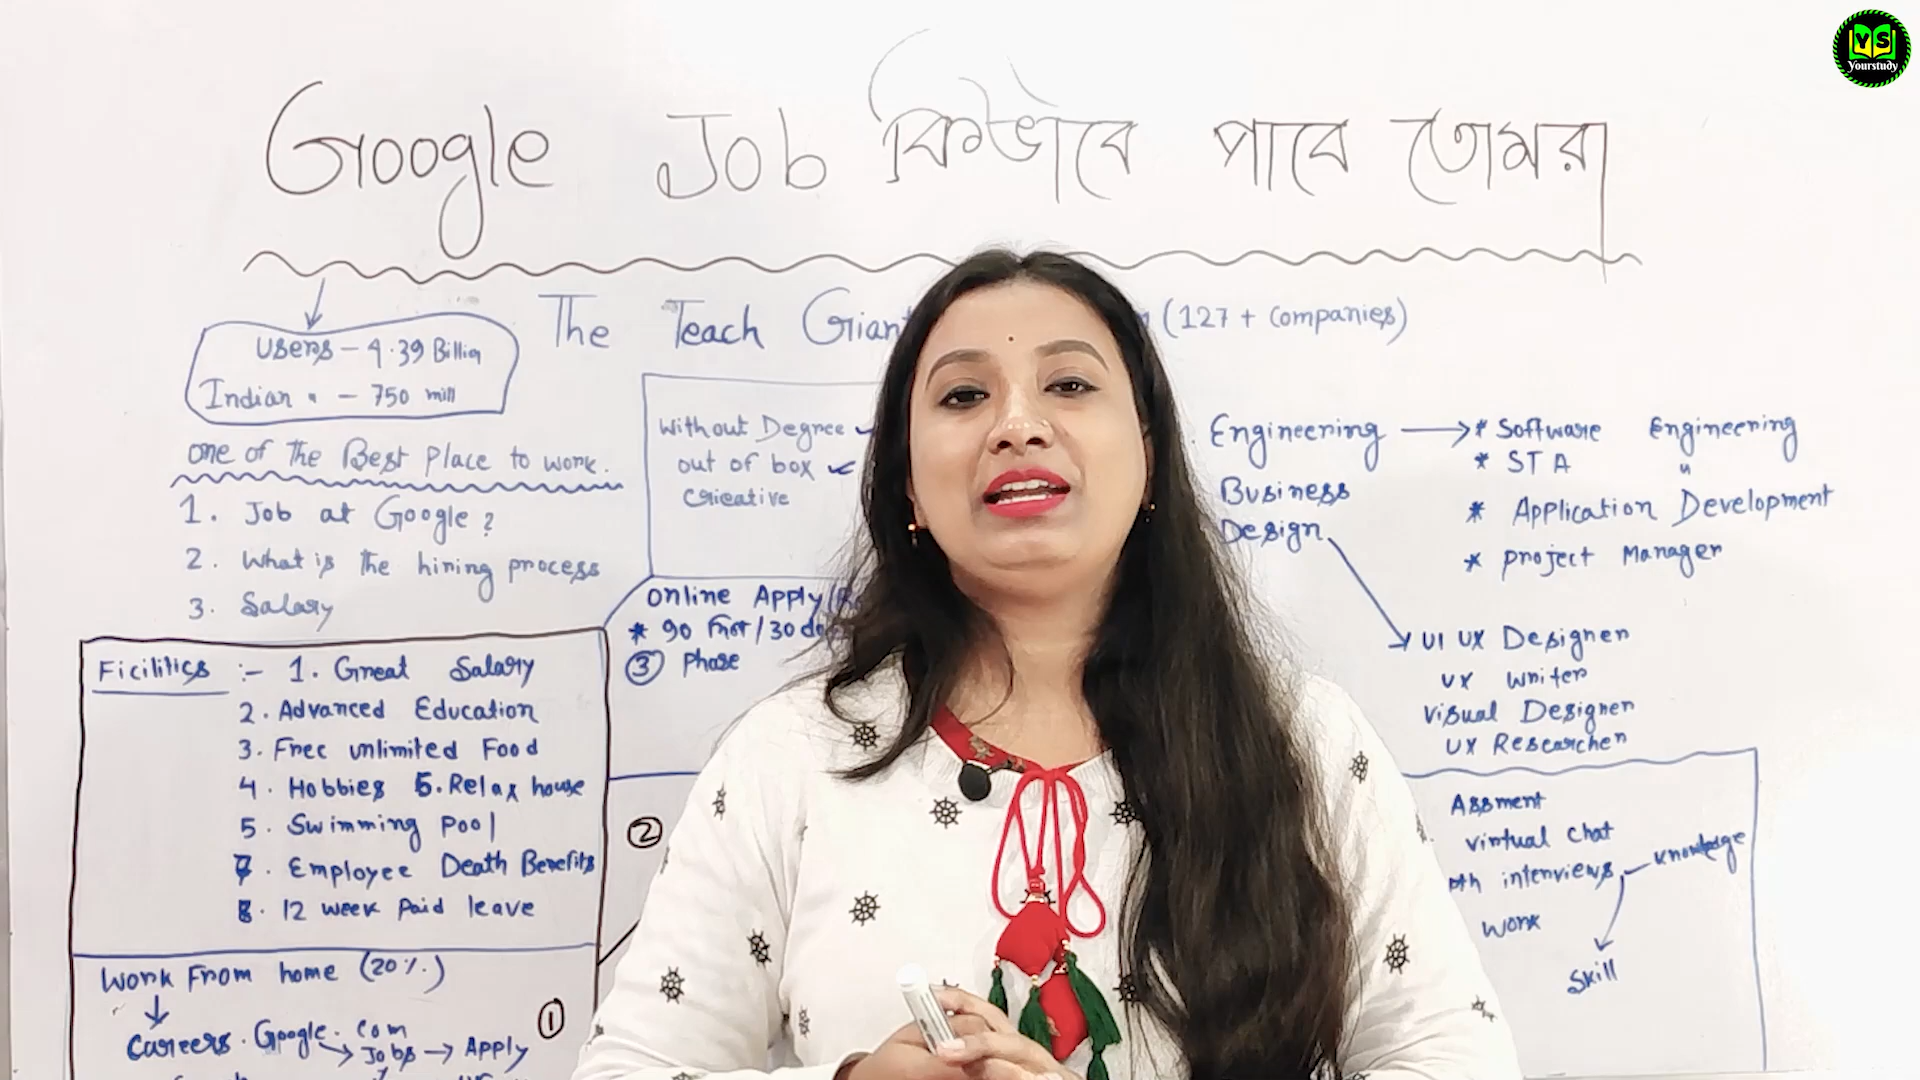 YS
Yourstudy
Google Job কিভাবে পাবে তোমরা
The Teach Giant (127 + companies)
Users - 4.39 Billion
Indian " - 750 mill
one of The Best Place to work.
1. Job at Google ?
2. What is the hiring process
3. Salary
Without Degree
out of box
Creative
Online Apply
* 90 মিনিট / 30 days
③ Phase
Engineering → * Software Engineering
* STA "
Business
* Application Development
Design
* Project Manager
UI UX Designer
UX Writer
Visual Designer
UX Researcher
Ficilitics :- 1. Great Salary
2. Advanced Education
3. Free unlimited Food
4. Hobbies 5. Relax house
5. Swimming Pool
7. Employee Death Benefits
8. 12 week paid leave
②
Assment
virtual chat
interviews - knowledge
Work
Skill
Work From home (20%.)
①
Careers. Google. com
Jobs → Apply